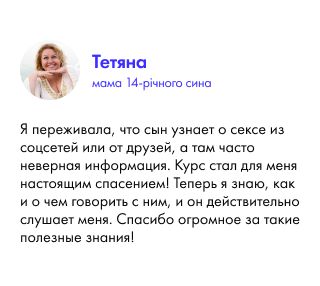 Тетяна
мама 14-річного сина
Я переживала, что сын узнает о сексе из
соцсетей или от друзей, а там часто
неверная информация. Курс стал для меня
настоящим спасением! Теперь я знаю, как
и о чем говорить с ним, и он действительно
слушает меня. Спасибо огромное за такие
полезные знания!